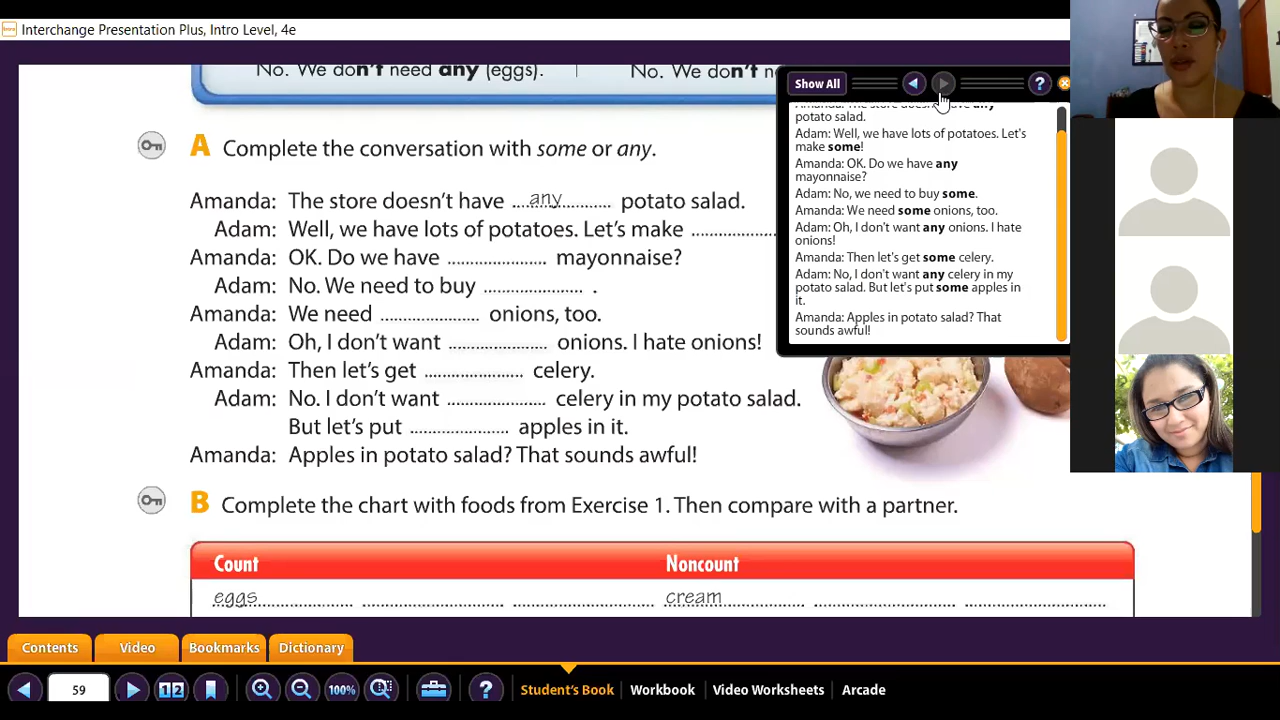 Interchange Presentation Plus, Intro Level, 4e
No. We don't need any (eggs).
No. We don't n
A Complete the conversation with some or any.
Amanda: The store doesn't have any potato salad.
Adam: Well, we have lots of potatoes. Let's make ....................
Amanda: OK. Do we have .................... mayonnaise?
Adam: No. We need to buy .................... .
Amanda: We need .................... onions, too.
Adam: Oh, I don't want .................... onions. I hate onions!
Amanda: Then let's get .................... celery.
Adam: No. I don't want .................... celery in my potato salad.
But let's put .................... apples in it.
Amanda: Apples in potato salad? That sounds awful!
B Complete the chart with foods from Exercise 1. Then compare with a partner.
Count Noncount
eggs cream
Show All ?
potato salad.
Adam: Well, we have lots of potatoes. Let's
make some!
Amanda: OK. Do we have any
mayonnaise?
Adam: No, we need to buy some.
Amanda: We need some onions, too.
Adam: Oh, I don't want any onions. I hate
onions!
Amanda: Then let's get some celery.
Adam: No, I don't want any celery in my
potato salad. But let's put some apples in
it.
Amanda: Apples in potato salad? That
sounds awful!
Contents Video Bookmarks Dictionary
59 12 100% ? Student's Book Workbook Video Worksheets Arcade